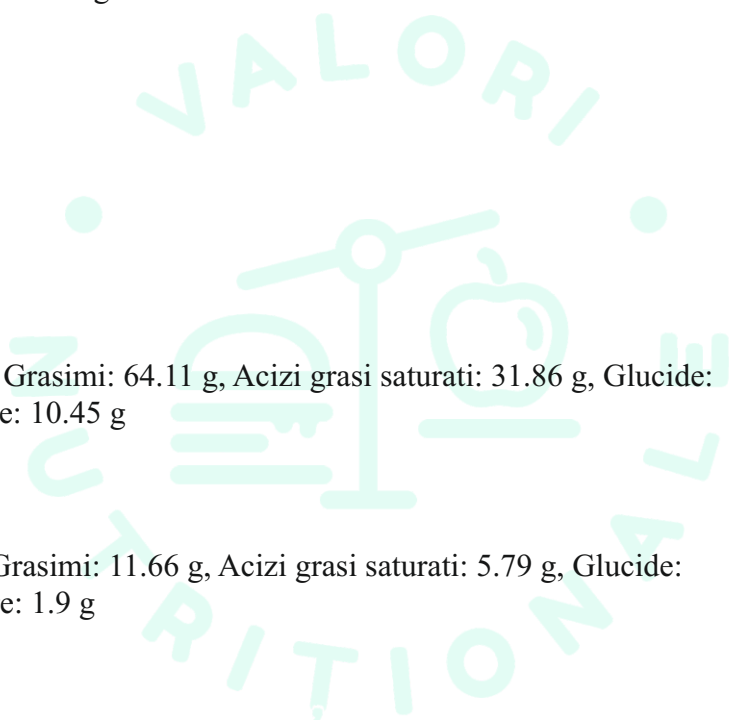 VALORI NUTRITIONALE
Grasimi: 64.11 g, Acizi grasi saturati: 31.86 g, Glucide:
e: 10.45 g
Grasimi: 11.66 g, Acizi grasi saturati: 5.79 g, Glucide:
e: 1.9 g